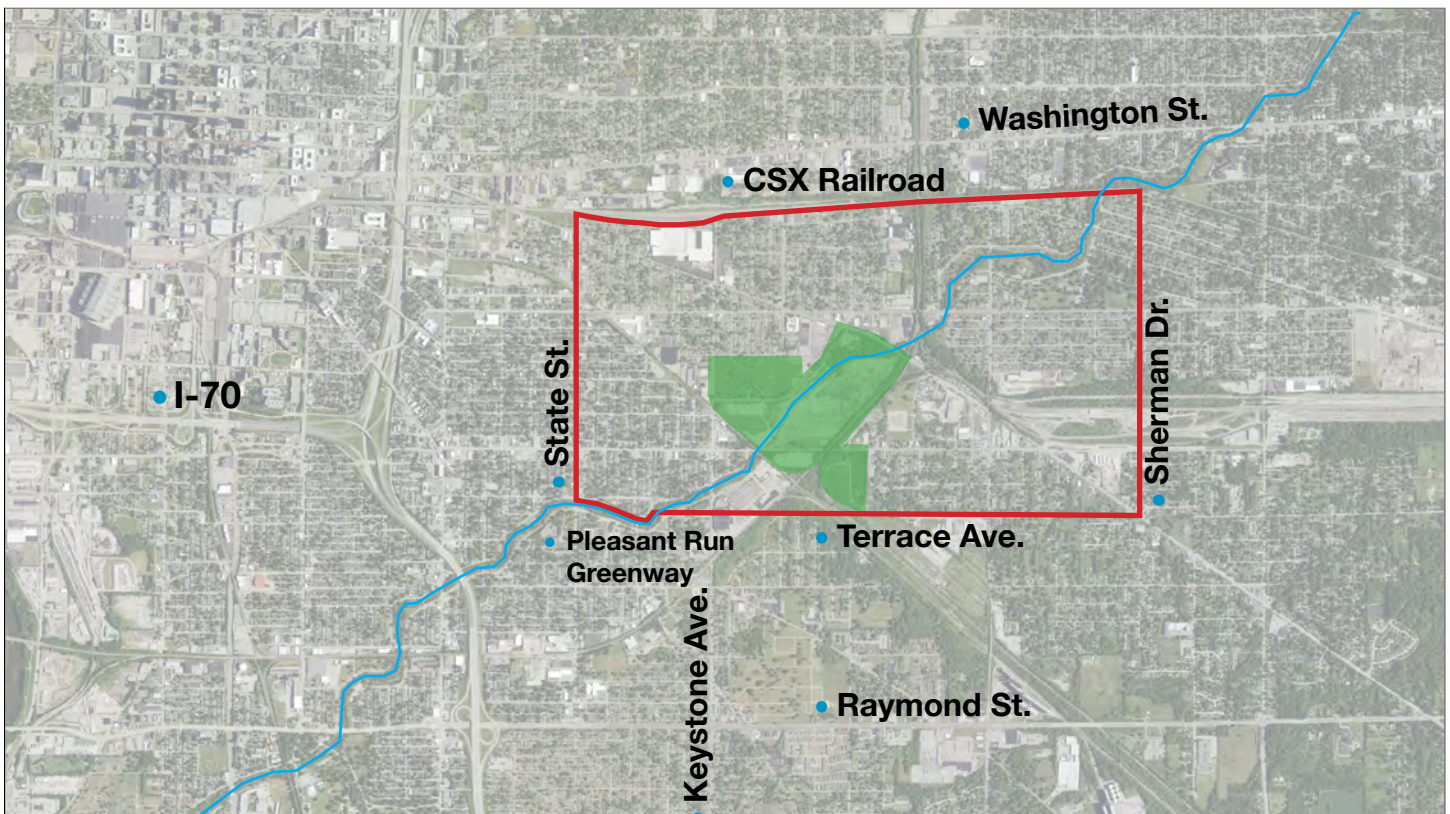 Washington St.
CSX Railroad
I-70
State St.
Sherman Dr.
Pleasant Run
Greenway
Terrace Ave.
Keystone Ave.
Raymond St.